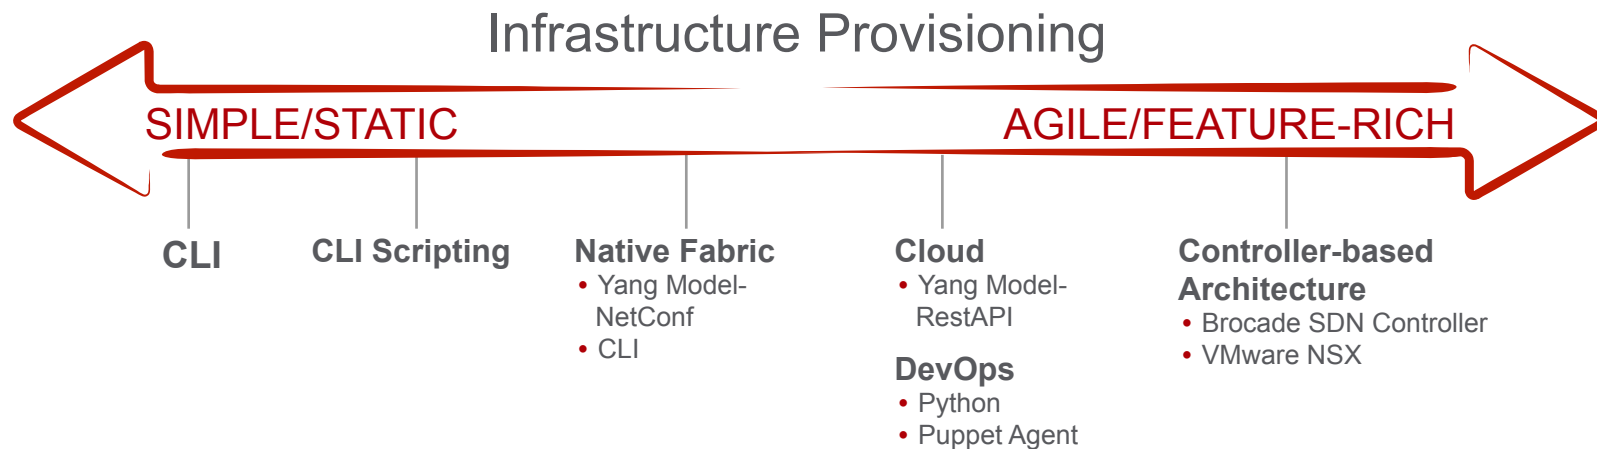 Infrastructure Provisioning
SIMPLE/STATIC
AGILE/FEATURE-RICH
CLI
CLI Scripting
Native Fabric
• Yang Model-
NetConf
• CLI
Cloud
• Yang Model-
RestAPI
DevOps
• Python
• Puppet Agent
Controller-based
Architecture
• Brocade SDN Controller
• VMware NSX